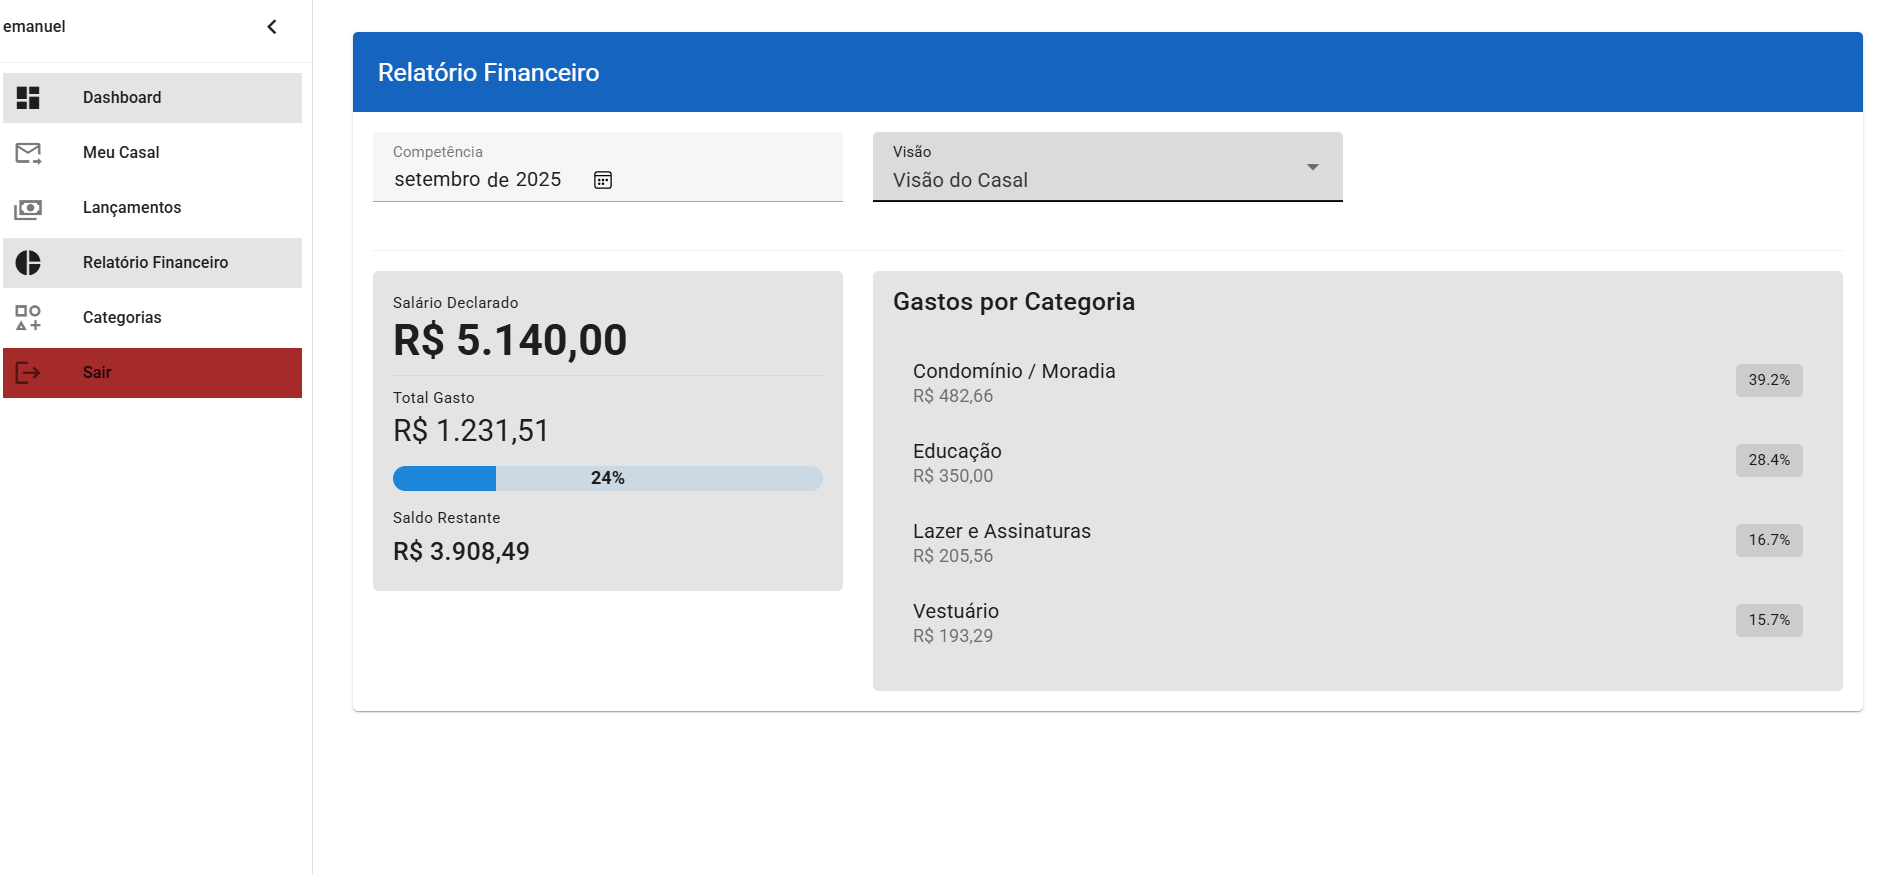 emanuel
Dashboard
Meu Casal
Lançamentos
Relatório Financeiro
Categorias
Sair
Relatório Financeiro
Competência
setembro de 2025
Visão
Visão do Casal
Salário Declarado
R$ 5.140,00
Total Gasto
R$ 1.231,51
24%
Saldo Restante
R$ 3.908,49
Gastos por Categoria
Condomínio / Moradia
R$ 482,66
39.2%
Educação
R$ 350,00
28.4%
Lazer e Assinaturas
R$ 205,56
16.7%
Vestuário
R$ 193,29
15.7%